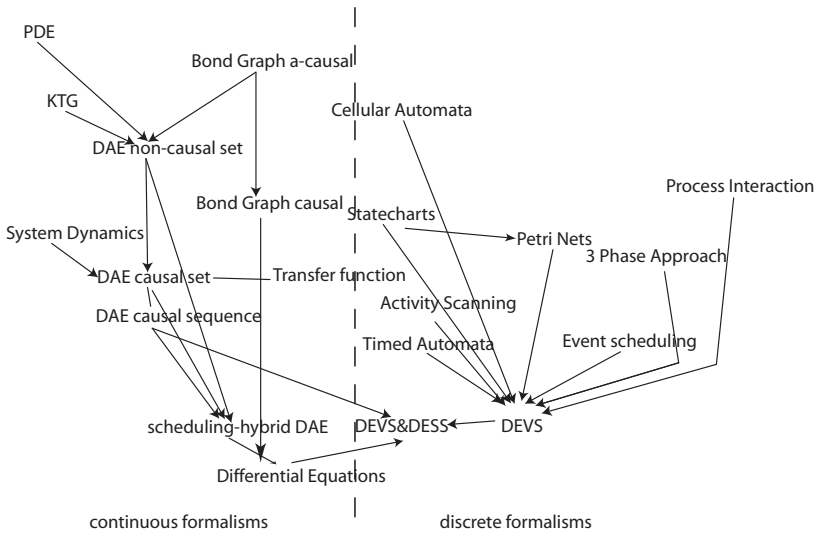 PDE
Bond Graph a-causal
KTG
Cellular Automata
DAE non-causal set
Process Interaction
Bond Graph causal
Statecharts
System Dynamics
Petri Nets
3 Phase Approach
DAE causal set
Transfer function
Activity Scanning
DAE causal sequence
Timed Automata
Event scheduling
scheduling-hybrid DAE
DEVS&DESS
DEVS
Differential Equations
continuous formalisms
discrete formalisms